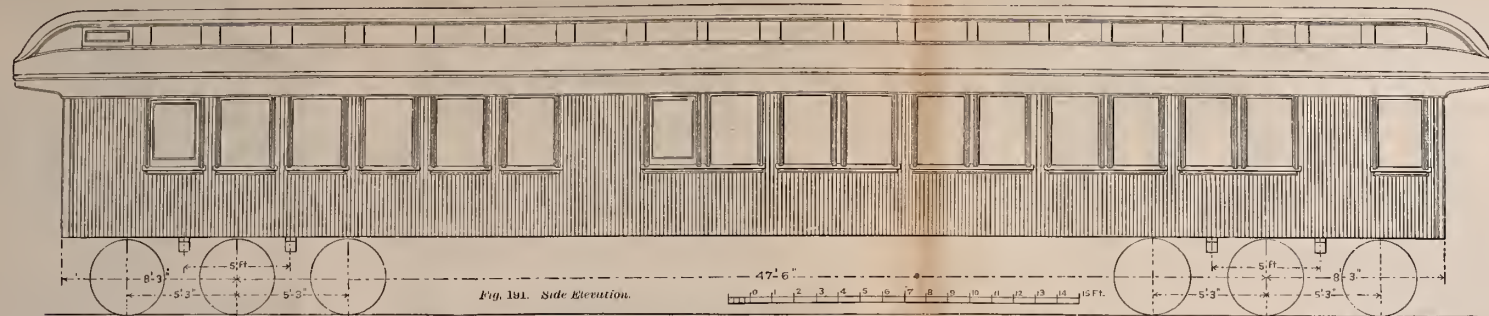 5 ft 47'-6" 5 ft
8'-3" 8'-3"
5'-3" 5'-3" Fig. 191. Side Elevation. 0 1 2 3 4 5 6 7 8 9 10 11 12 13 14 15 Ft. 5'-3" 5'-3"